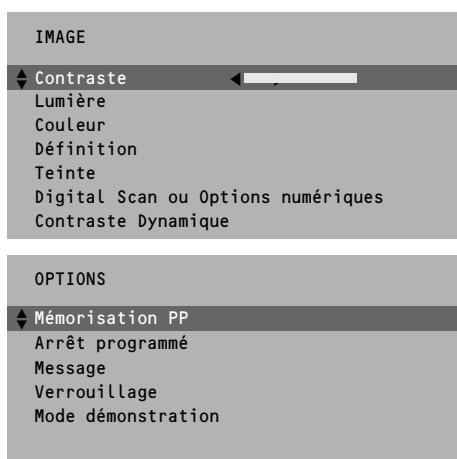 IMAGE
Contraste
Lumière
Couleur
Définition
Teinte
Digital Scan ou Options numériques
Contraste Dynamique
OPTIONS
Mémorisation PP
Arrêt programmé
Message
Verrouillage
Mode démonstration